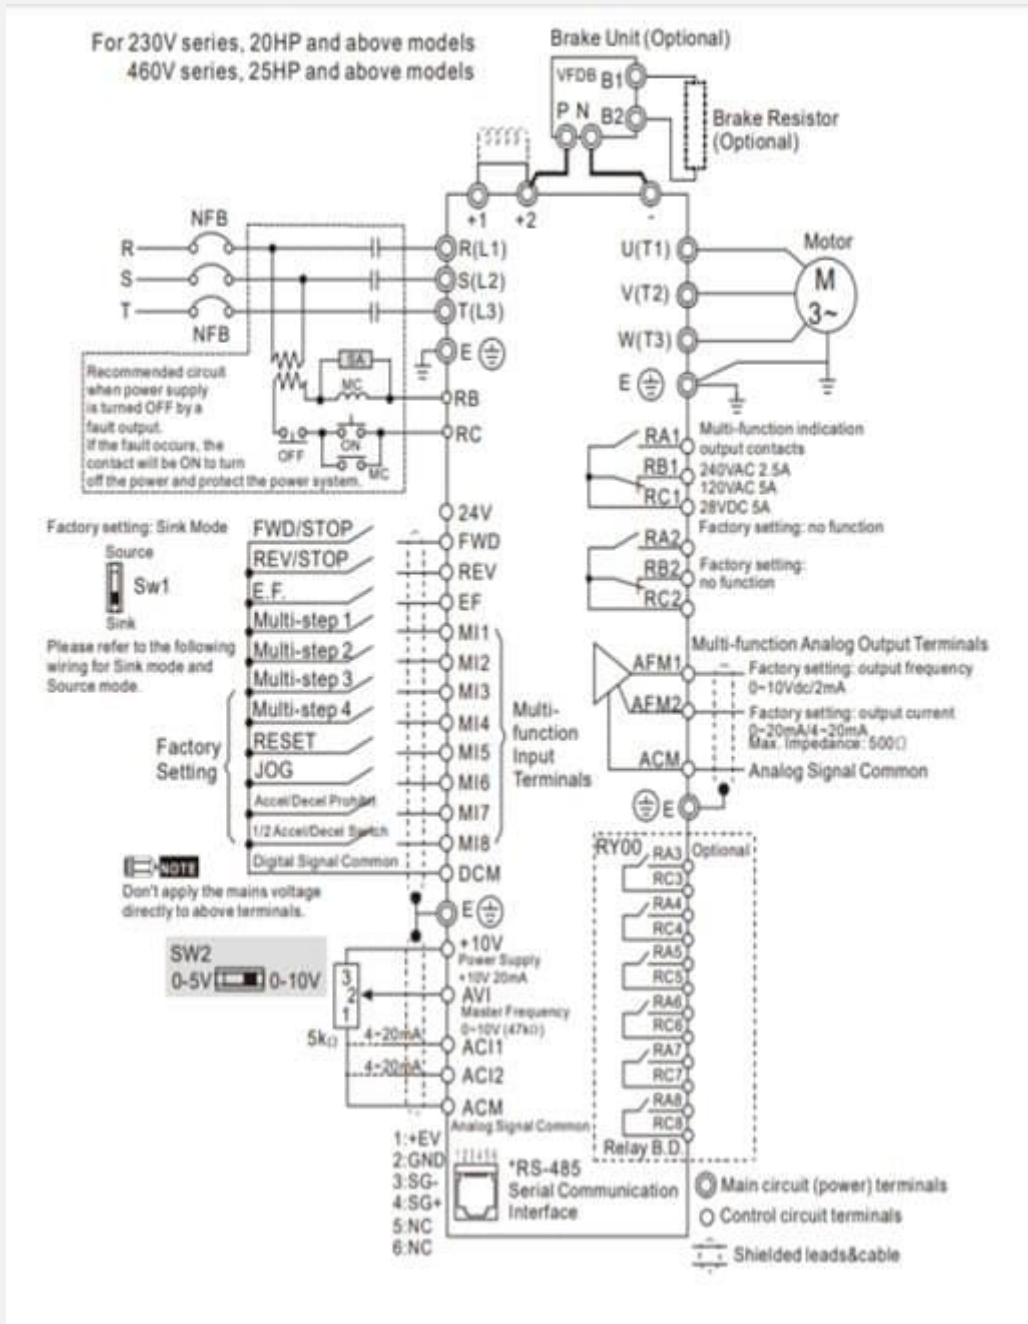 For 230V series, 20HP and above models
460V series, 25HP and above models
Brake Unit (Optional)
VFDB B1
P N B2
Brake Resistor
(Optional)
+1 +2 -
NFB
R
S
T
NFB
R(L1)
S(L2)
T(L3)
E
RB
RC
U(T1)
V(T2)
W(T3)
E
Motor
M
3~
Recommended circuit
when power supply
is turned OFF by a
fault output.
If the fault occurs, the
contact will be ON to turn
off the power and protect the power system.
SA
MC
OFF
ON
MC
RA1
RB1
RC1
Multi-function indication
output contacts
240VAC 2.5A
120VAC 5A
28VDC 5A
Factory setting: no function
RA2
RB2
RC2
Factory setting:
no function
Factory setting: Sink Mode
Source
Sw1
Sink
Please refer to the following
wiring for Sink mode and
Source mode.
Factory
Setting
FWD/STOP
REV/STOP
E.F.
Multi-step 1
Multi-step 2
Multi-step 3
Multi-step 4
RESET
JOG
Accel/Decel Prohibit
1/2 Accel/Decel Switch
Digital Signal Common
24V
FWD
REV
EF
MI1
MI2
MI3
MI4
MI5
MI6
MI7
MI8
DCM
Multi-
function
Input
Terminals
Multi-function Analog Output Terminals
AFM1
Factory setting: output frequency
0~10Vdc/2mA
AFM2
Factory setting: output current
0~20mA/4~20mA
Max. Impedance: 500Ω
ACM
Analog Signal Common
E
NOTE
Don't apply the mains voltage
directly to above terminals.
E
SW2
0-5V 0-10V
3
2
1
5kΩ
+10V
Power Supply
+10V 20mA
AVI
Master Frequency
0~10V (47kΩ)
4~20mA
ACI1
4~20mA
ACI2
ACM
Analog Signal Common
RY00
Optional
RA3
RC3
RA4
RC4
RA5
RC5
RA6
RC6
RA7
RC7
RA8
RC8
Relay B.D.
1:+EV
2:GND
3:SG-
4:SG+
5:NC
6:NC
123456
*RS-485
Serial Communication
Interface
Main circuit (power) terminals
Control circuit terminals
Shielded leads&cable